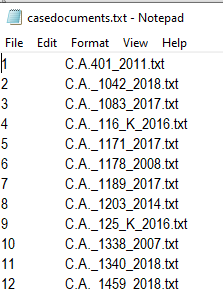 casedocuments.txt - Notepad
File Edit Format View Help
1 C.A.401_2011.txt
2 C.A._1042_2018.txt
3 C.A._1083_2017.txt
4 C.A._116_K_2016.txt
5 C.A._1171_2017.txt
6 C.A._1178_2008.txt
7 C.A._1189_2017.txt
8 C.A._1203_2014.txt
9 C.A._125_K_2016.txt
10 C.A._1338_2007.txt
11 C.A._1340_2018.txt
12 C.A._1459_2018.txt